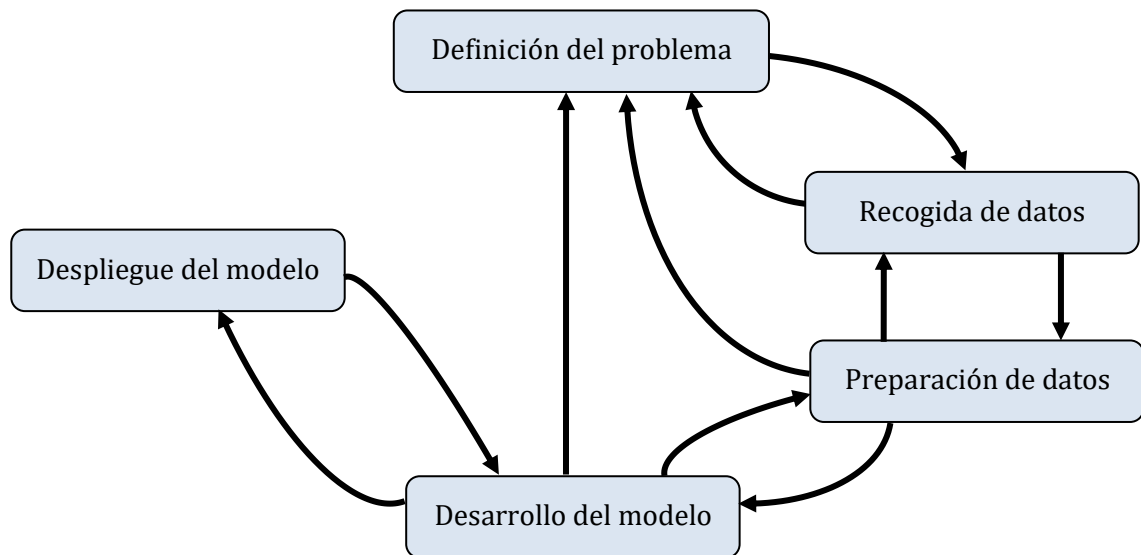 Definición del problema
Recogida de datos
Despliegue del modelo
Preparación de datos
Desarrollo del modelo